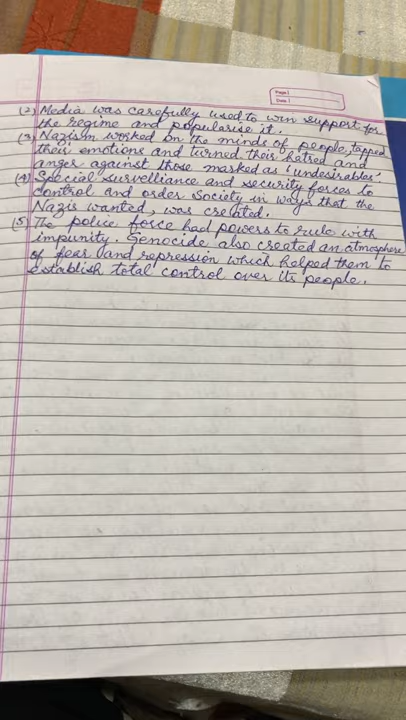 Page:
Date:
(2) Media was carefully used to win support for
the regime and popularise it.
(3) Nazism worked on the minds of people, tapped
their emotions and turned their hatred and
anger against those marked as 'undesirables'.
(4) Special survelliance and security forces to
control and order society in ways that the
Nazis wanted, was created.
(5) The police force had powers to rule with
impunity. Genocide also created an atmosphere
of fear and repression which helped them to
establish total control over its people.